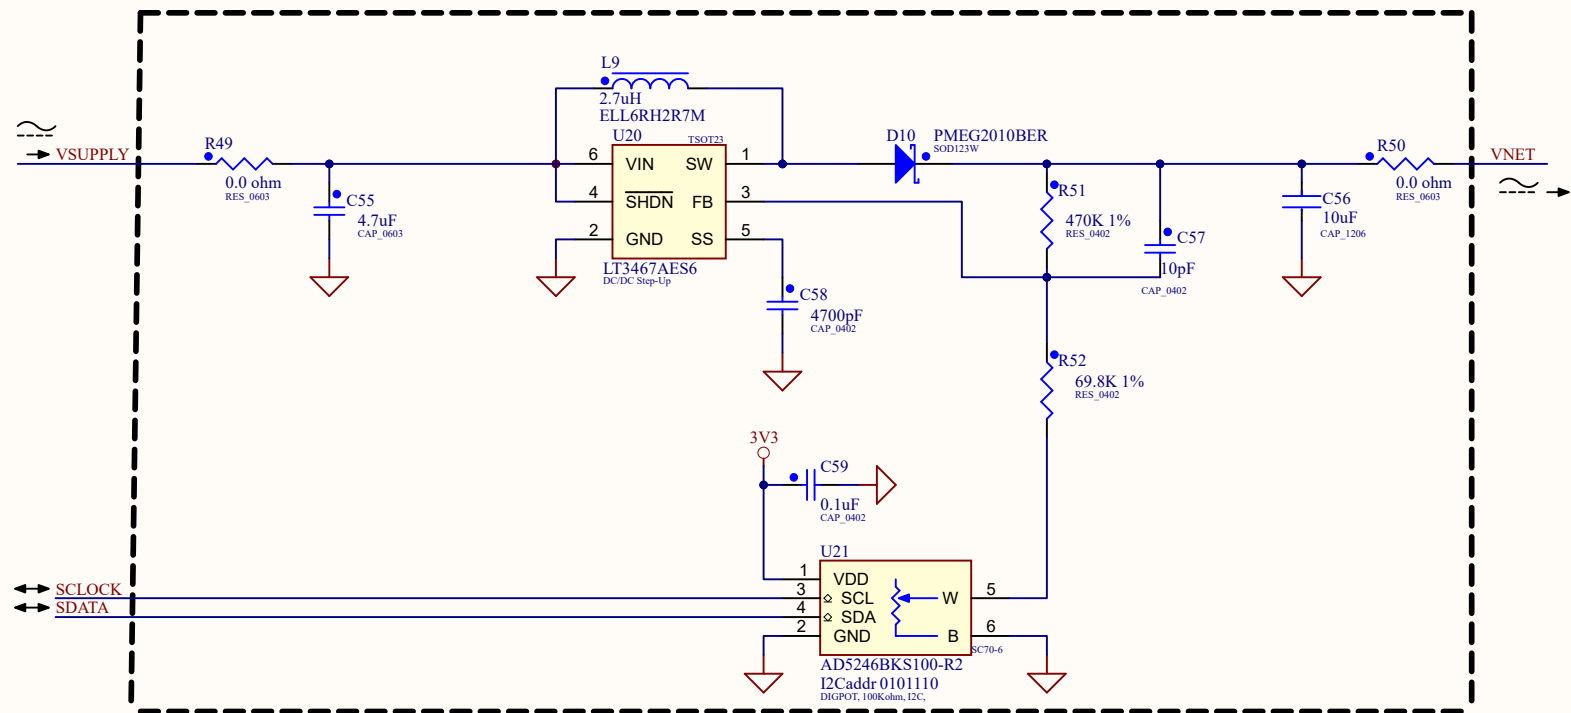 L9
2.7uH
ELL6RH2R7M
U20 TSOT23
D10 PMEG2010BER
SOD123W
VSUPPLY
R49
0.0 ohm
RES_0603
6 VIN SW 1
4 SHDN FB 3
2 GND SS 5
LT3467AES6
DC/DC Step-Up
R50
0.0 ohm
RES_0603
VNET
C55
4.7uF
CAP_0603
R51
470K 1%
RES_0402
C56
10uF
CAP_1206
C57
10pF
CAP_0402
C58
4700pF
CAP_0402
R52
69.8K 1%
RES_0402
3V3
C59
0.1uF
CAP_0402
U21
SCLOCK
SDATA
1 VDD
3 SCL W 5
4 SDA
2 GND B 6
SC70-6
AD5246BKS100-R2
I2Caddr 0101110
DIGPOT, 100Kohm, I2C,